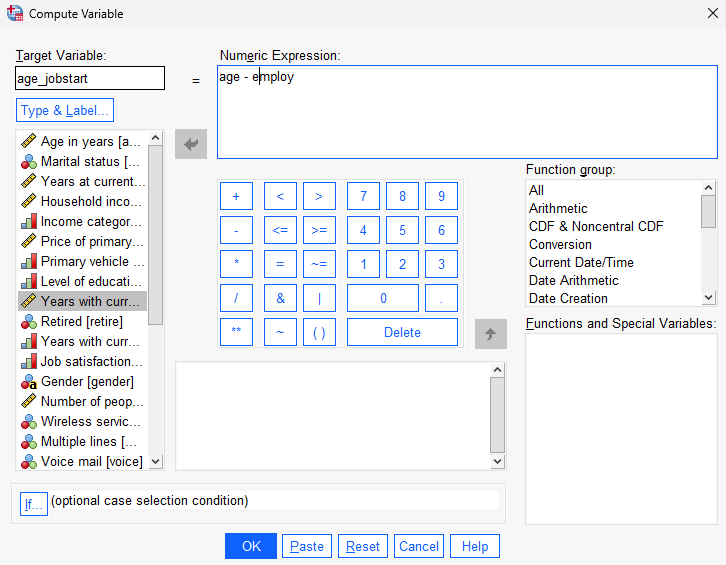 Compute Variable
Target Variable:
Numeric Expression:
age_jobstart
=
age - employ
Type & Label...
Age in years [a...
Marital status [...
Years at current...
Household inco...
Income categor...
Price of primary...
Primary vehicle ...
Level of educati...
Years with curr...
Retired [retire]
Years with curr...
Job satisfaction...
Gender [gender]
Number of peop...
Wireless servic...
Multiple lines [...
Voice mail [voice]
+ < > 7 8 9
- <= >= 4 5 6
* = ~= 1 2 3
/ & | 0 .
** ~ ( ) Delete
Function group:
All
Arithmetic
CDF & Noncentral CDF
Conversion
Current Date/Time
Date Arithmetic
Date Creation
Functions and Special Variables:
If... (optional case selection condition)
OK Paste Reset Cancel Help